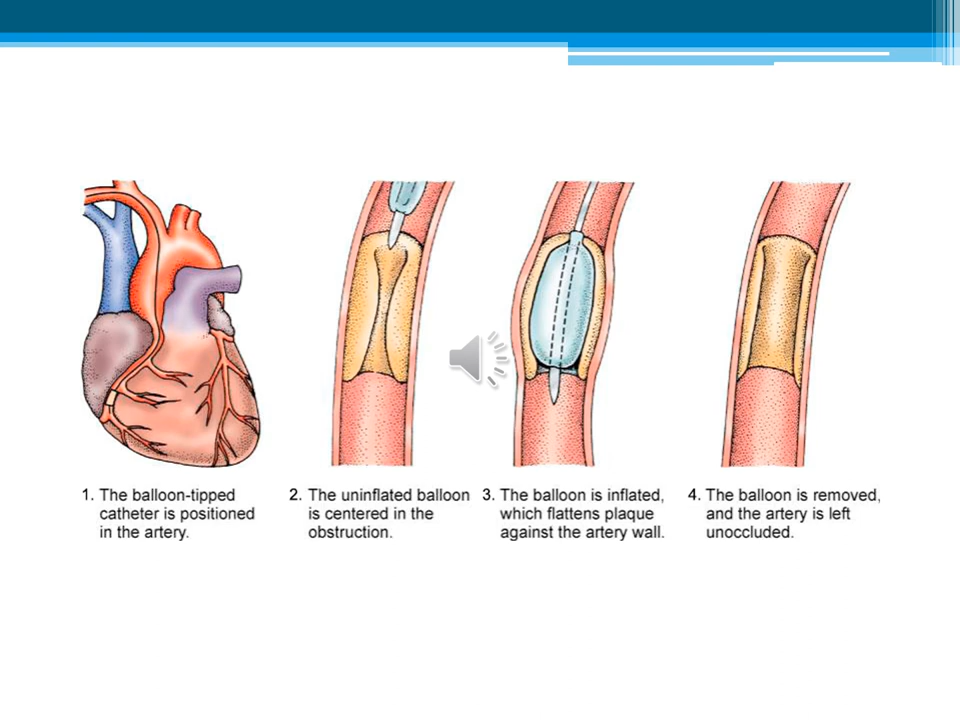 1. The balloon-tipped
catheter is positioned
in the artery.
2. The uninflated balloon
is centered in the
obstruction.
3. The balloon is inflated,
which flattens plaque
against the artery wall.
4. The balloon is removed,
and the artery is left
unoccluded.